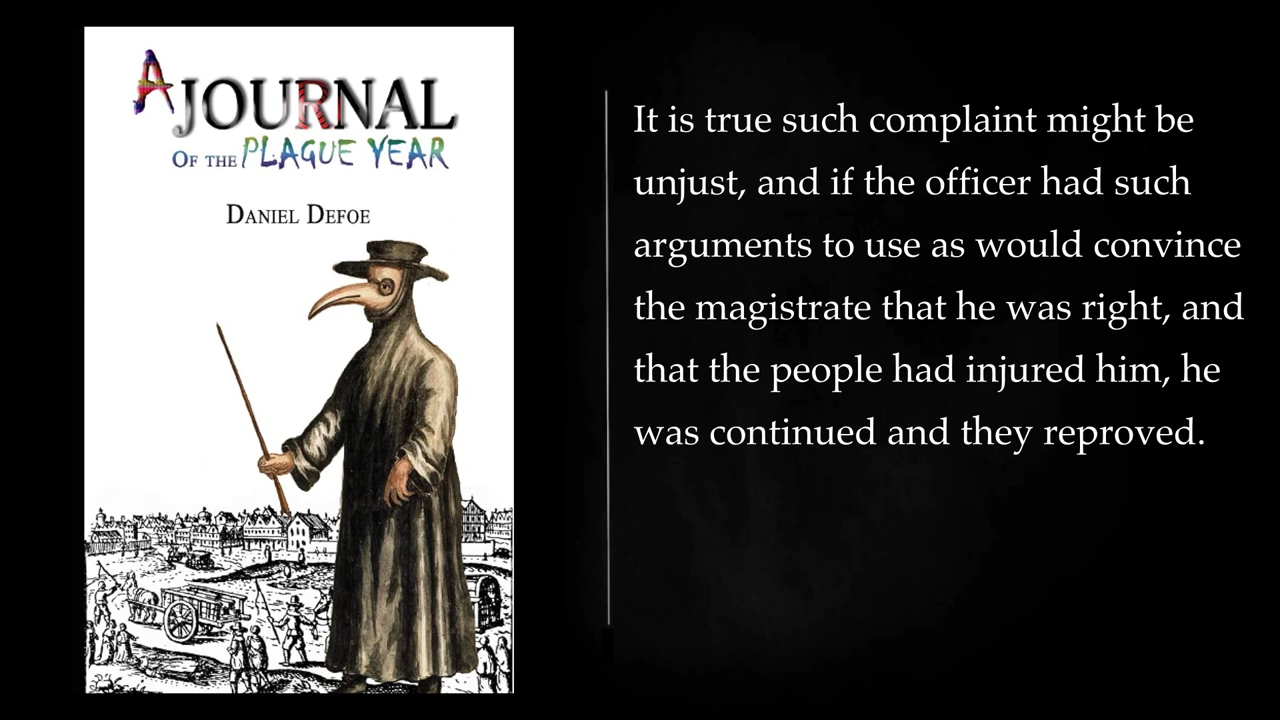 A JOURNAL
OF THE PLAGUE YEAR
DANIEL DEFOE
It is true such complaint might be
unjust, and if the officer had such
arguments to use as would convince
the magistrate that he was right, and
that the people had injured him, he
was continued and they reproved.